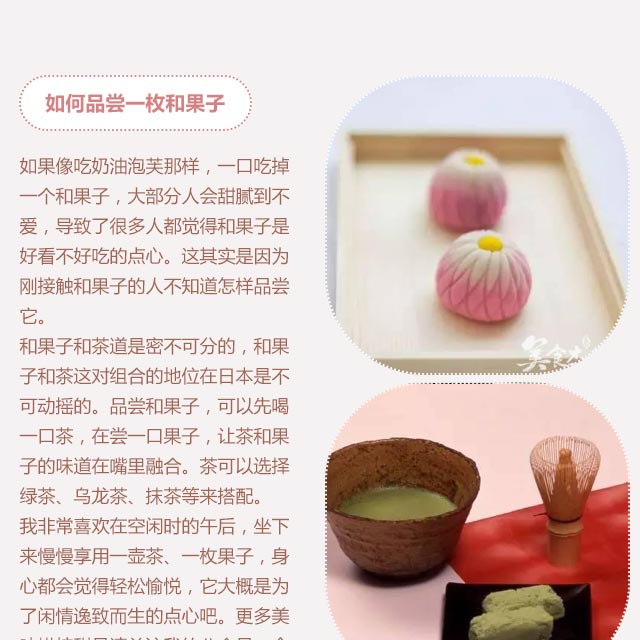 如何品尝一枚和果子
如果像吃奶油泡芙那样，一口吃掉
一个和果子，大部分人会甜腻到不
爱，导致了很多人都觉得和果子是
好看不好吃的点心。这其实是因为
刚接触和果子的人不知道怎样品尝
它。
和果子和茶道是密不可分的，和果
子和茶这对组合的地位在日本是不
可动摇的。品尝和果子，可以先喝
一口茶，在尝一口果子，让茶和果
子的味道在嘴里融合。茶可以选择
绿茶、乌龙茶、抹茶等来搭配。
我非常喜欢在空闲时的午后，坐下
来慢慢享用一壶茶、一枚果子，身
心都会觉得轻松愉悦，它大概是为
了闲情逸致而生的点心吧。更多美
美食杰